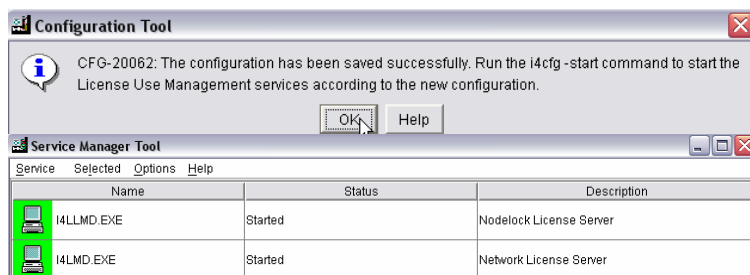 Configuration Tool
CFG-20062: The configuration has been saved successfully. Run the i4cfg -start command to start the
License Use Management services according to the new configuration.
OK Help
Service Manager Tool
Service Selected Options Help
Name Status Description
I4LLMD.EXE Started Nodelock License Server
I4LMD.EXE Started Network License Server